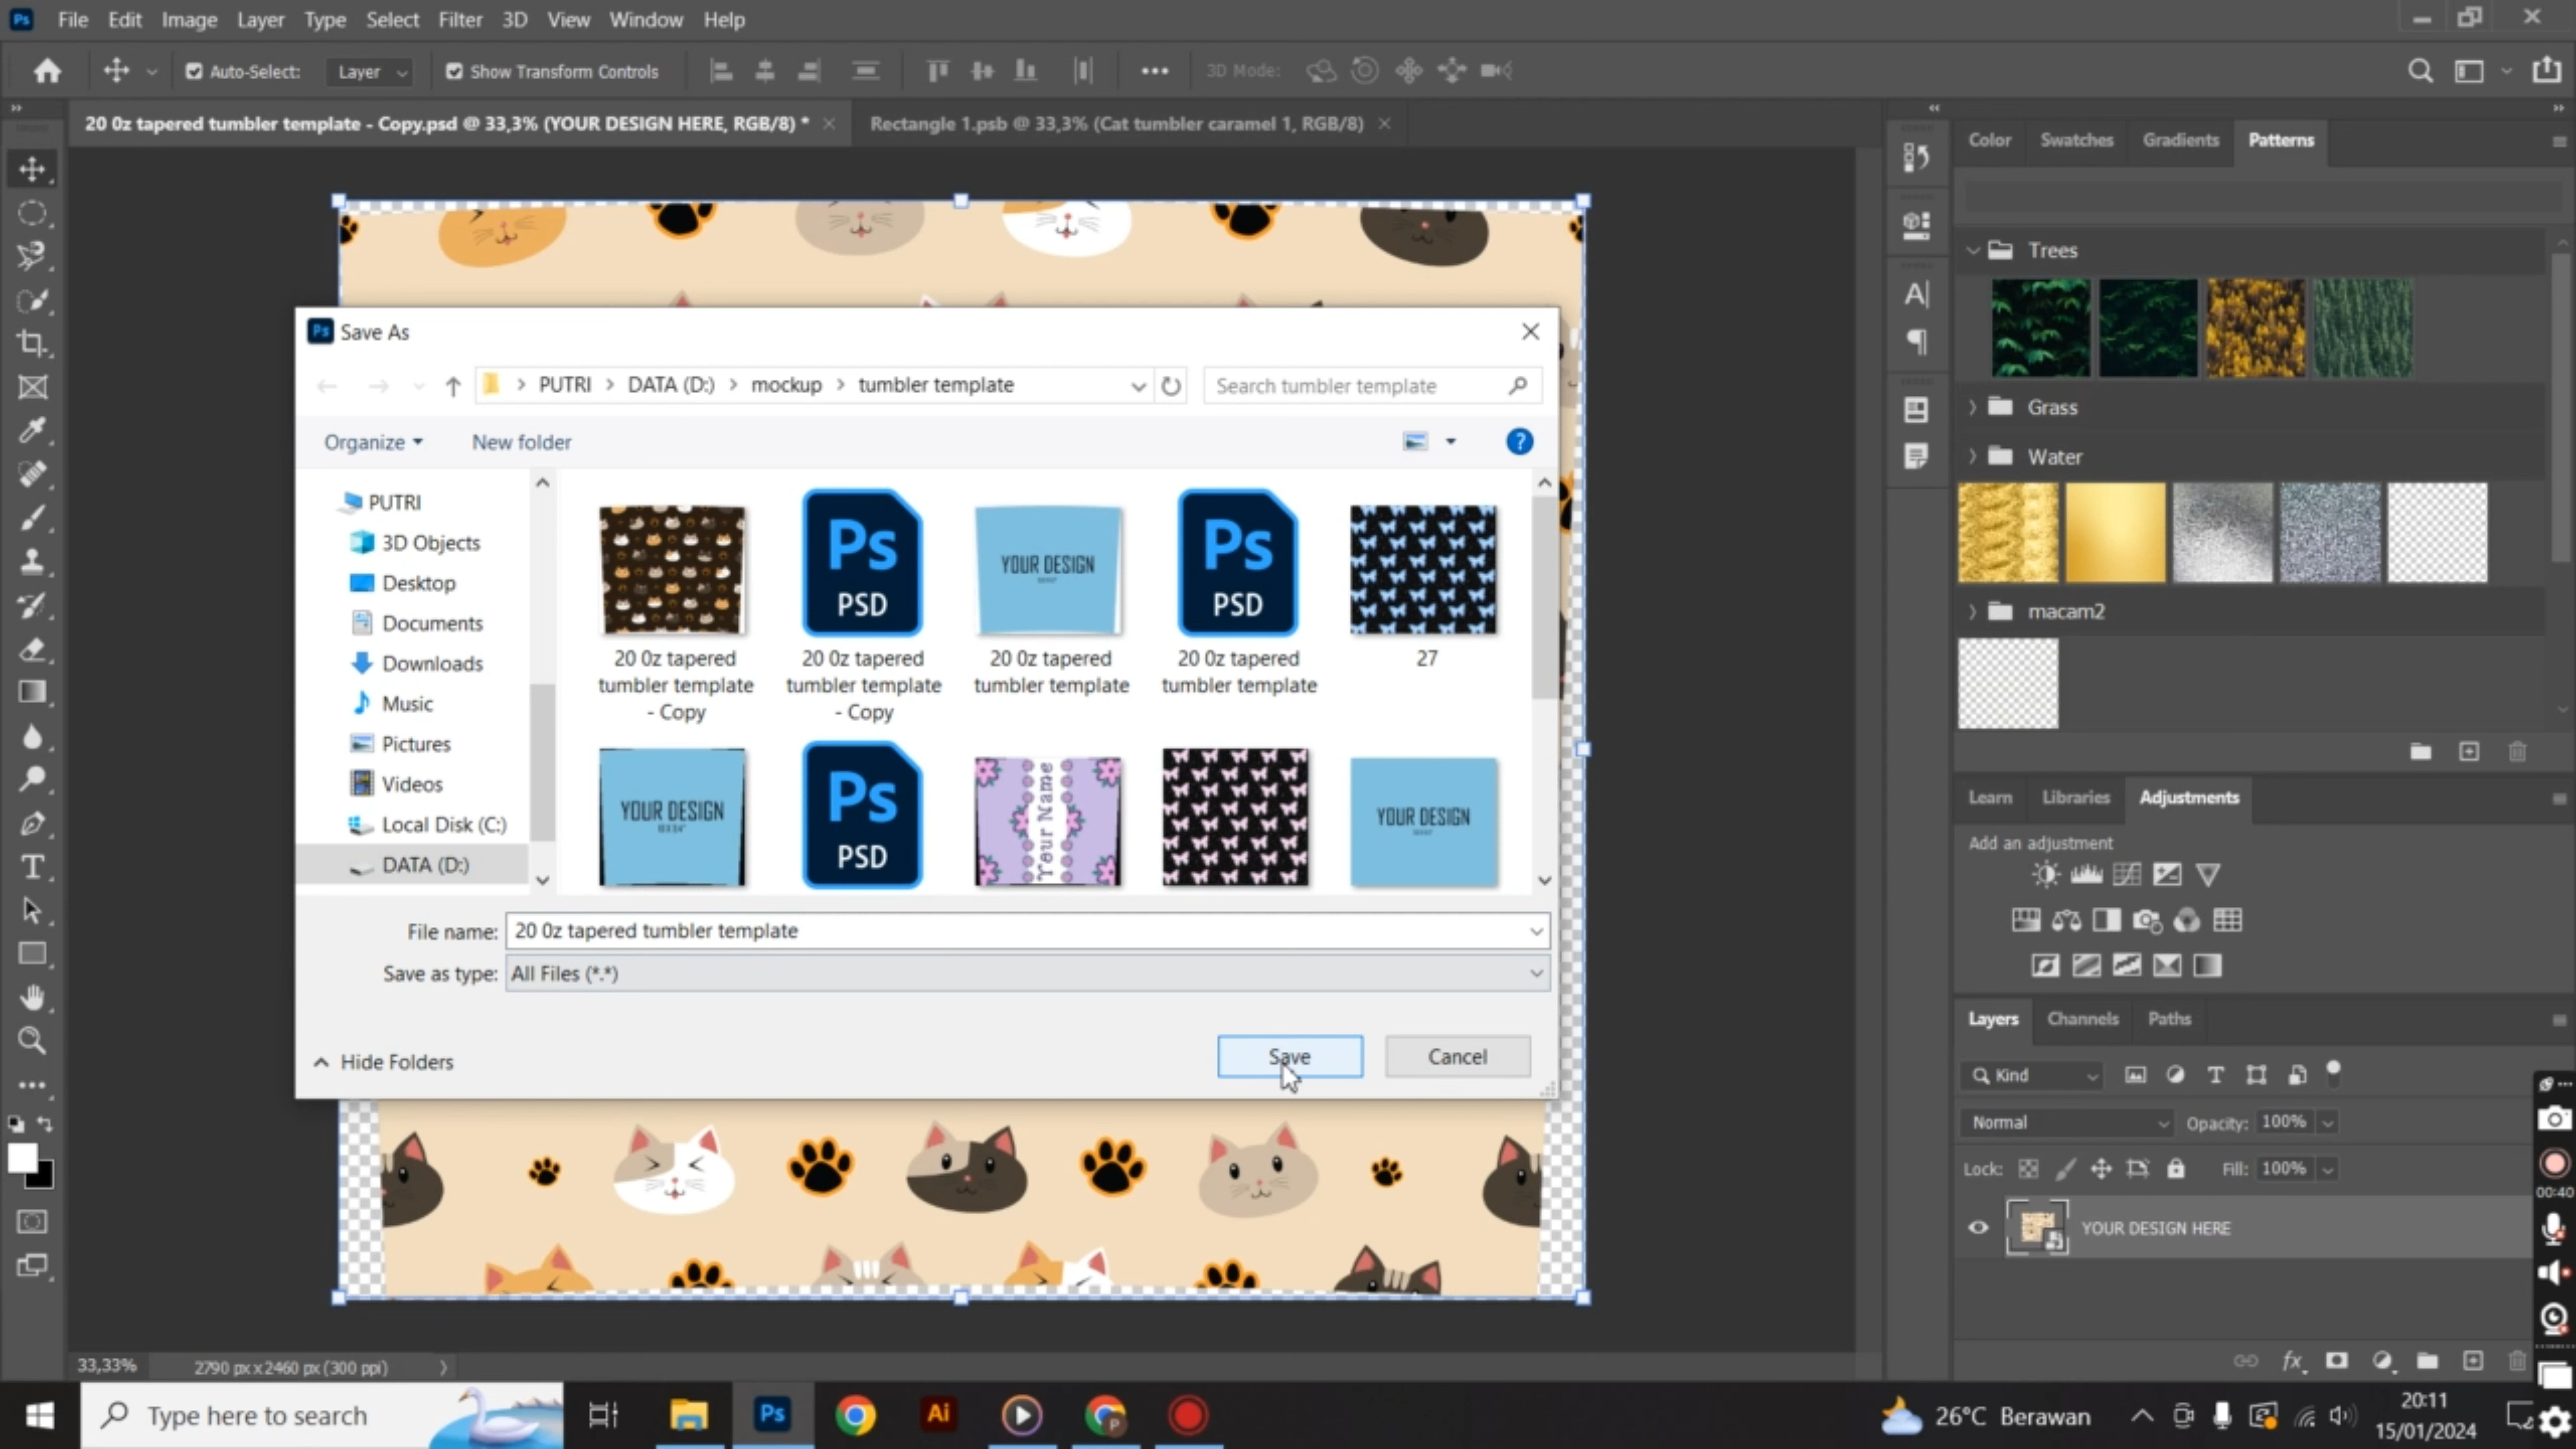 Ps File Edit Image Layer Type Select Filter 3D View Window Help
Auto-Select: Layer Show Transform Controls 3D Mode:
20 0z tapered tumbler template - Copy.psd @ 33,3% (YOUR DESIGN HERE, RGB/8) * Rectangle 1.psb @ 33,3% (Cat tumbler caramel 1, RGB/8)
Color Swatches Gradients Patterns
Trees
Grass
Water
macam2
Ps Save As
PUTRI DATA (D:) mockup tumbler template Search tumbler template
Organize New folder
PUTRI
3D Objects
Desktop
Documents
Downloads
Music
Pictures
Videos
Local Disk (C:)
DATA (D:)
Ps
PSD
YOUR DESIGN
Ps
PSD
20 0z tapered
tumbler template
- Copy
20 0z tapered
tumbler template
- Copy
20 0z tapered
tumbler template
20 0z tapered
tumbler template
27
YOUR DESIGN
Ps
PSD
Your Name
YOUR DESIGN
File name: 20 0z tapered tumbler template
Save as type: All Files (*.*)
Hide Folders
Save
Cancel
Learn Libraries Adjustments
Add an adjustment
Layers Channels Paths
Kind
Normal Opacity: 100%
Lock: Fill: 100%
YOUR DESIGN HERE
00:40
33,33% 2790 px x 2460 px (300 ppi)
Type here to search
Ps
Ai
P
26°C Berawan
20:11
15/01/2024